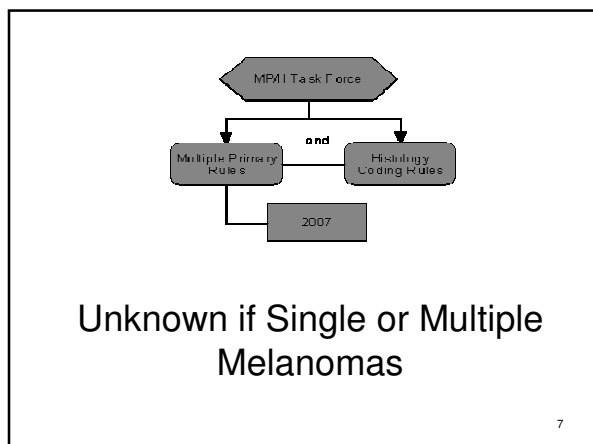 MP/H Task Force
and
Multiple Primary
Rules
Histology
Coding Rules
2007
Unknown if Single or Multiple
Melanomas
7